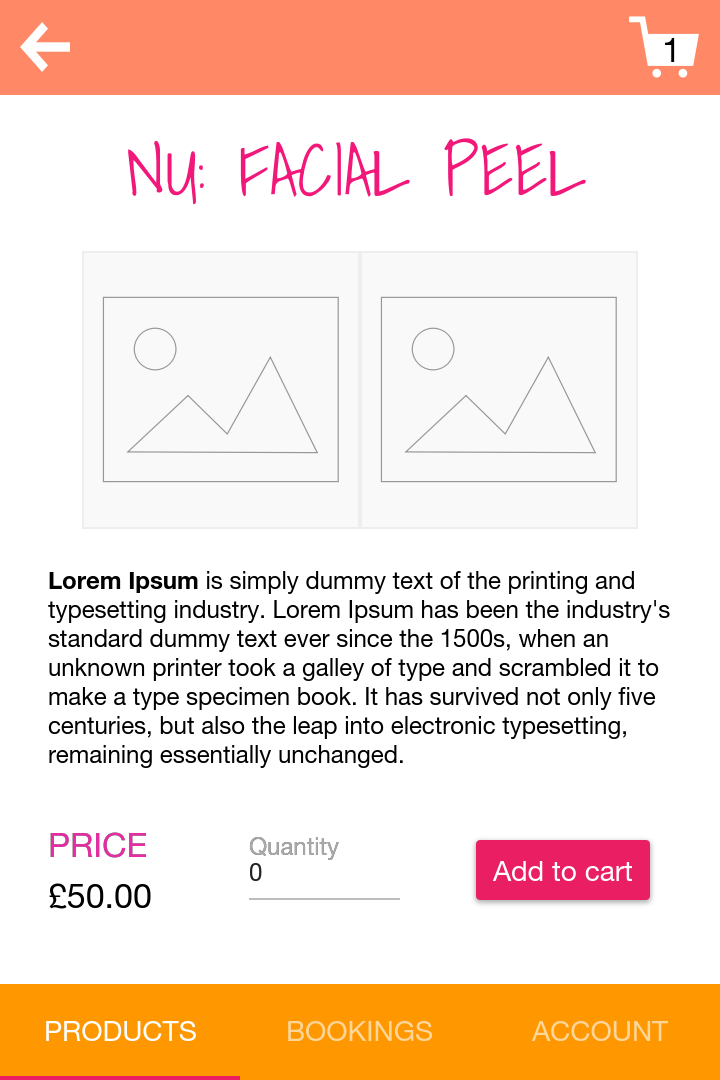 1
NU: FACIAL PEEL
Lorem Ipsum is simply dummy text of the printing and
typesetting industry. Lorem Ipsum has been the industry's
standard dummy text ever since the 1500s, when an
unknown printer took a galley of type and scrambled it to
make a type specimen book. It has survived not only five
centuries, but also the leap into electronic typesetting,
remaining essentially unchanged.
PRICE
£50.00
Quantity
0
Add to cart
PRODUCTS BOOKINGS ACCOUNT